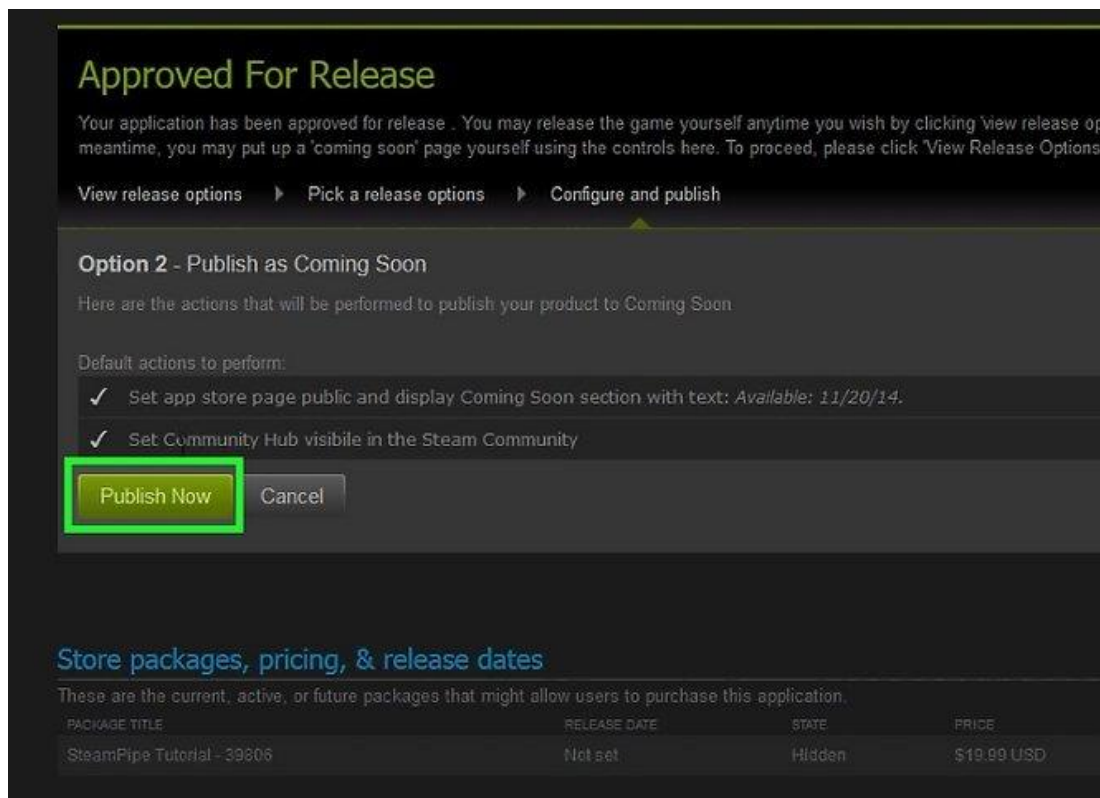 Approved For Release
Your application has been approved for release . You may release the game yourself anytime you wish by clicking 'view release op
meantime, you may put up a 'coming soon' page yourself using the controls here. To proceed, please click 'View Release Options
View release options
Pick a release options
Configure and publish
Option 2 - Publish as Coming Soon
Here are the actions that will be performed to publish your product to Coming Soon
Default actions to perform:
Set app store page public and display Coming Soon section with text: Available: 11/20/14.
Set Community Hub visibile in the Steam Community
Publish Now
Cancel
Store packages, pricing, & release dates
These are the current, active, or future packages that might allow users to purchase this application.
PACKAGE TITLE RELEASE DATE STATE PRICE
SteamPipe Tutorial - 39806 Not set Hidden $19.99 USD